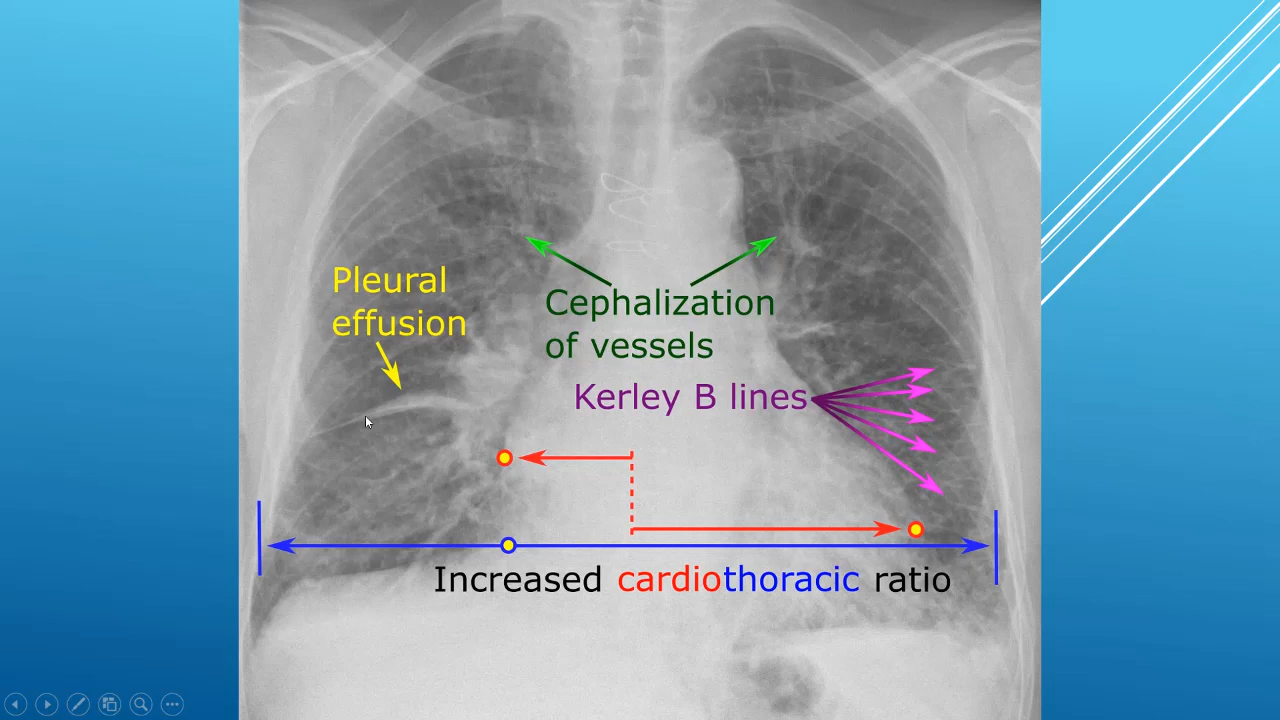 Pleural
effusion
Cephalization
of vessels
Kerley B lines
Increased cardiothoracic ratio